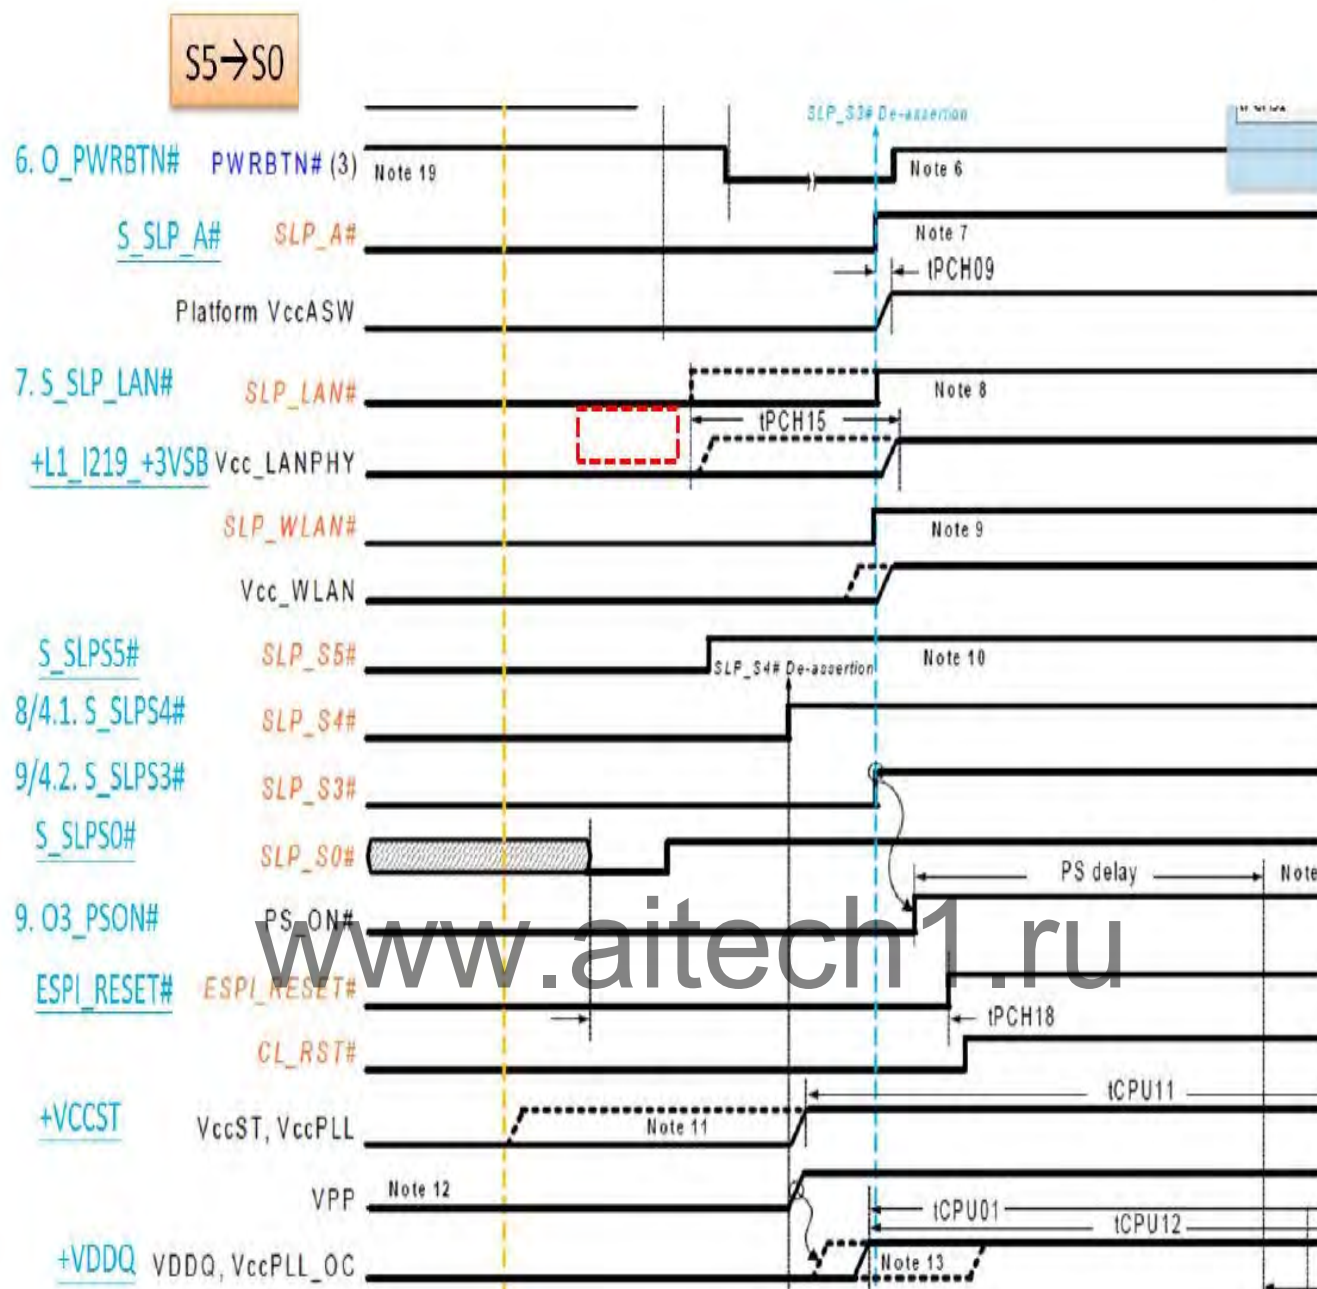 S5→S0
SLP_S3# De-assertion
6. O_PWRBTN# PWRBTN# (3) Note 19 Note 6
S_SLP_A# SLP_A# Note 7
tPCH09
Platform VccASW
7. S_SLP_LAN# SLP_LAN# Note 8
tPCH15
+L1_I219_+3VSB Vcc_LANPHY
SLP_WLAN# Note 9
Vcc_WLAN
S_SLPS5# SLP_S5# Note 10
SLP_S4# De-assertion
8/4.1. S_SLPS4# SLP_S4#
9/4.2. S_SLPS3# SLP_S3#
S_SLPS0# SLP_S0#
PS delay Note
9. O3_PSON# PS_ON#
www.aitech1.ru
ESPI_RESET# ESPI_RESET#
tPCH18
CL_RST#
tCPU11
+VCCST VccST, VccPLL Note 11
VPP Note 12
tCPU01
tCPU12
+VDDQ VDDQ, VccPLL_OC Note 13